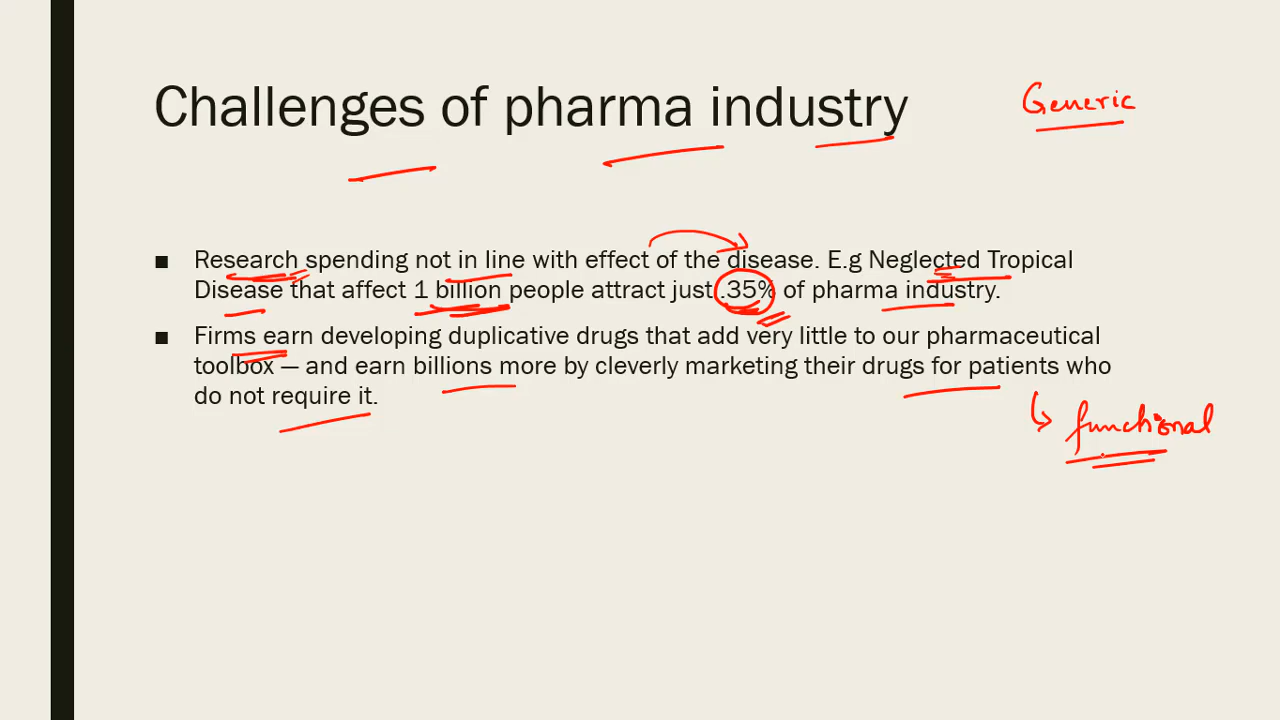 Challenges of pharma industry
Generic
■ Research spending not in line with effect of the disease. E.g Neglected Tropical
Disease that affect 1 billion people attract just .35% of pharma industry.
■ Firms earn developing duplicative drugs that add very little to our pharmaceutical
toolbox — and earn billions more by cleverly marketing their drugs for patients who
do not require it.
functional